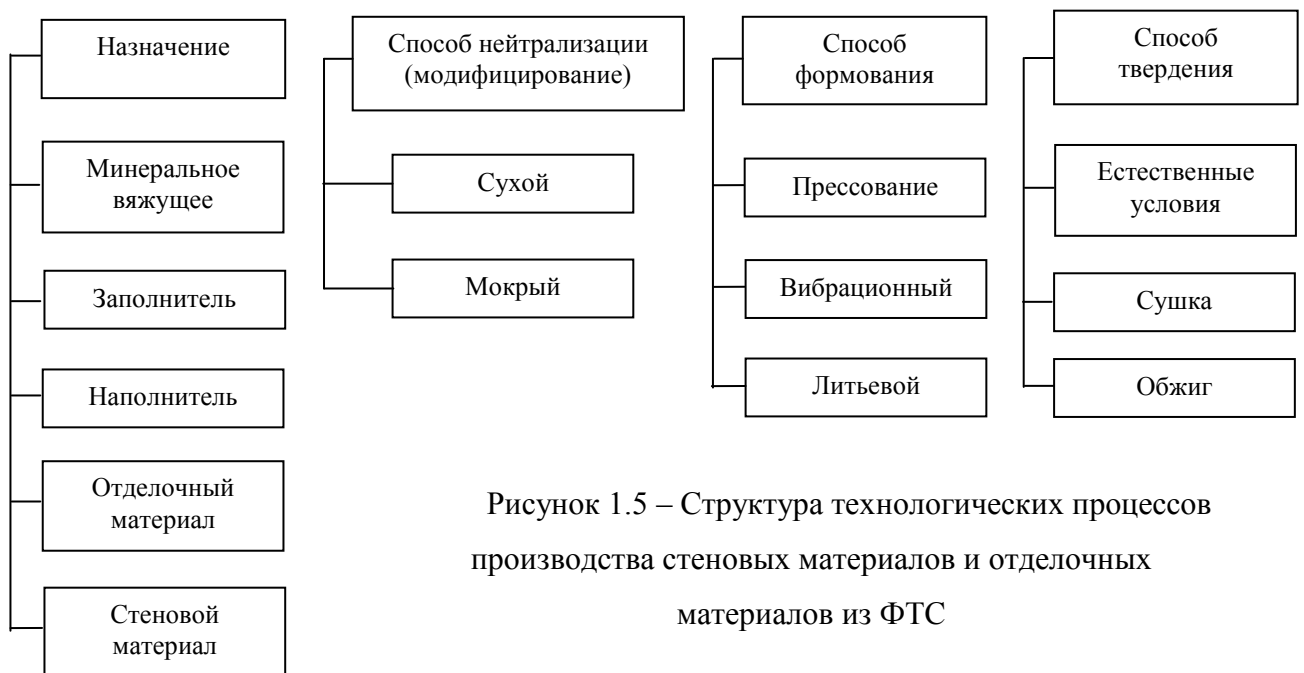 Назначение
Минеральное
вяжущее
Заполнитель
Наполнитель
Отделочный
материал
Стеновой
материал
Способ нейтрализации
(модифицирование)
Сухой
Мокрый
Способ
формования
Прессование
Вибрационный
Литьевой
Способ
твердения
Естественные
условия
Сушка
Обжиг
Рисунок 1.5 – Структура технологических процессов
производства стеновых материалов и отделочных
материалов из ФТС